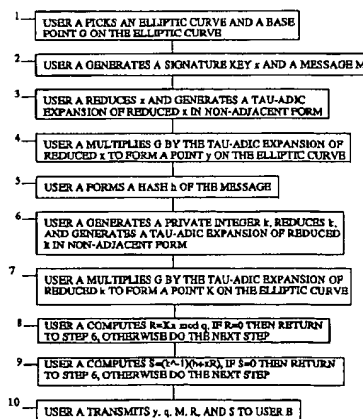 1
USER A PICKS AN ELLIPTIC CURVE AND A BASE
POINT G ON THE ELLIPTIC CURVE
2
USER A GENERATES A SIGNATURE KEY x AND A MESSAGE M
3
USER A REDUCES x AND GENERATES A TAU-ADIC
EXPANSION OF REDUCED x IN NON-ADJACENT FORM
4
USER A MULTIPLIES G BY THE TAU-ADIC EXPANSION OF
REDUCED x TO FORM A POINT y ON THE ELLIPTIC CURVE
5
USER A FORMS A HASH h OF THE MESSAGE
6
USER A GENERATES A PRIVATE INTEGER k, REDUCES k,
AND GENERATES A TAU-ADIC EXPANSION OF REDUCED
k IN NON-ADJACENT FORM
7
USER A MULTIPLIES G BY THE TAU-ADIC EXPANSION OF
REDUCED k TO FORM A POINT K ON THE ELLIPTIC CURVE
8
USER A COMPUTES R=Kx mod q, IF R=0 THEN RETURN
TO STEP 6, OTHERWISE DO THE NEXT STEP
9
USER A COMPUTES S=(k^-1)(h+xR), IF S=0 THEN RETURN
TO STEP 6, OTHERWISE DO THE NEXT STEP
10
USER A TRANSMITS y, q, M, R, AND S TO USER B